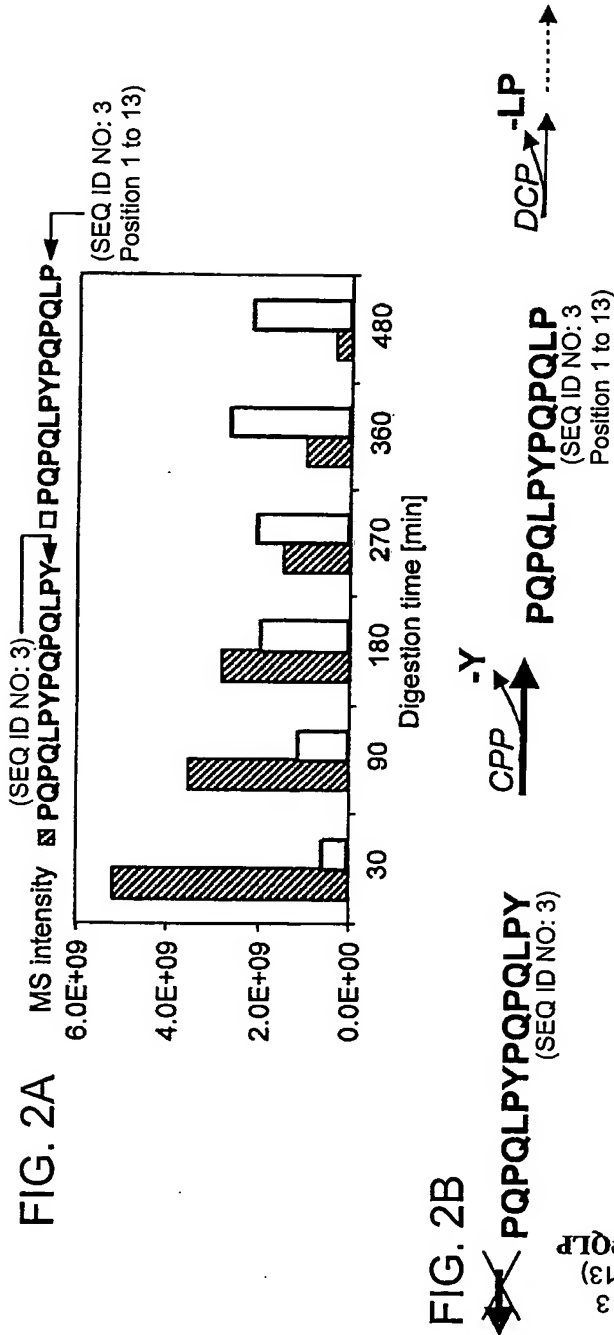 FIG. 2A
(SEQ ID NO: 3)
MS intensity PQPQLPYPQPQLPY PQPQLPYPQPQLP
(SEQ ID NO: 3
Position 1 to 13)
6.0E+09
4.0E+09
2.0E+09
0.0E+00
30 90 180 270 360 480
Digestion time [min]
FIG. 2B
PQPQLPYPQPQLPY
(SEQ ID NO: 3)
CPP
-Y
PQPQLPYPQPQLP
(SEQ ID NO: 3
Position 1 to 13)
DCP
-LP
3
13)
QLP